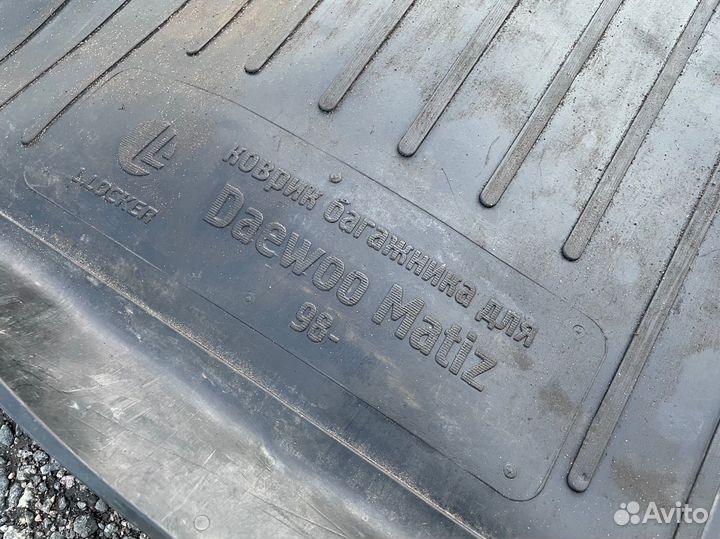 L.LOCKER
коврик багажника для
Daewoo Matiz
98-
Avito